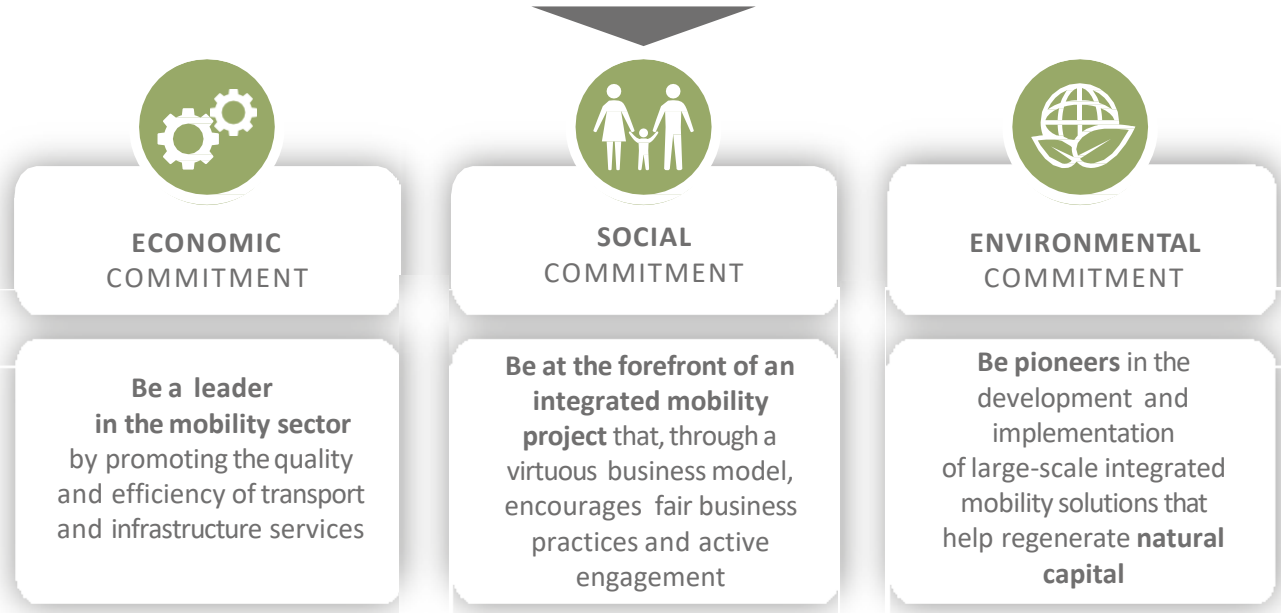 ECONOMIC
COMMITMENT
Be a leader
in the mobility sector
by promoting the quality
and efficiency of transport
and infrastructure services
SOCIAL
COMMITMENT
Be at the forefront of an
integrated mobility
project that, through a
virtuous business model,
encourages fair business
practices and active
engagement
ENVIRONMENTAL
COMMITMENT
Be pioneers in the
development and
implementation
of large-scale integrated
mobility solutions that
help regenerate natural
capital